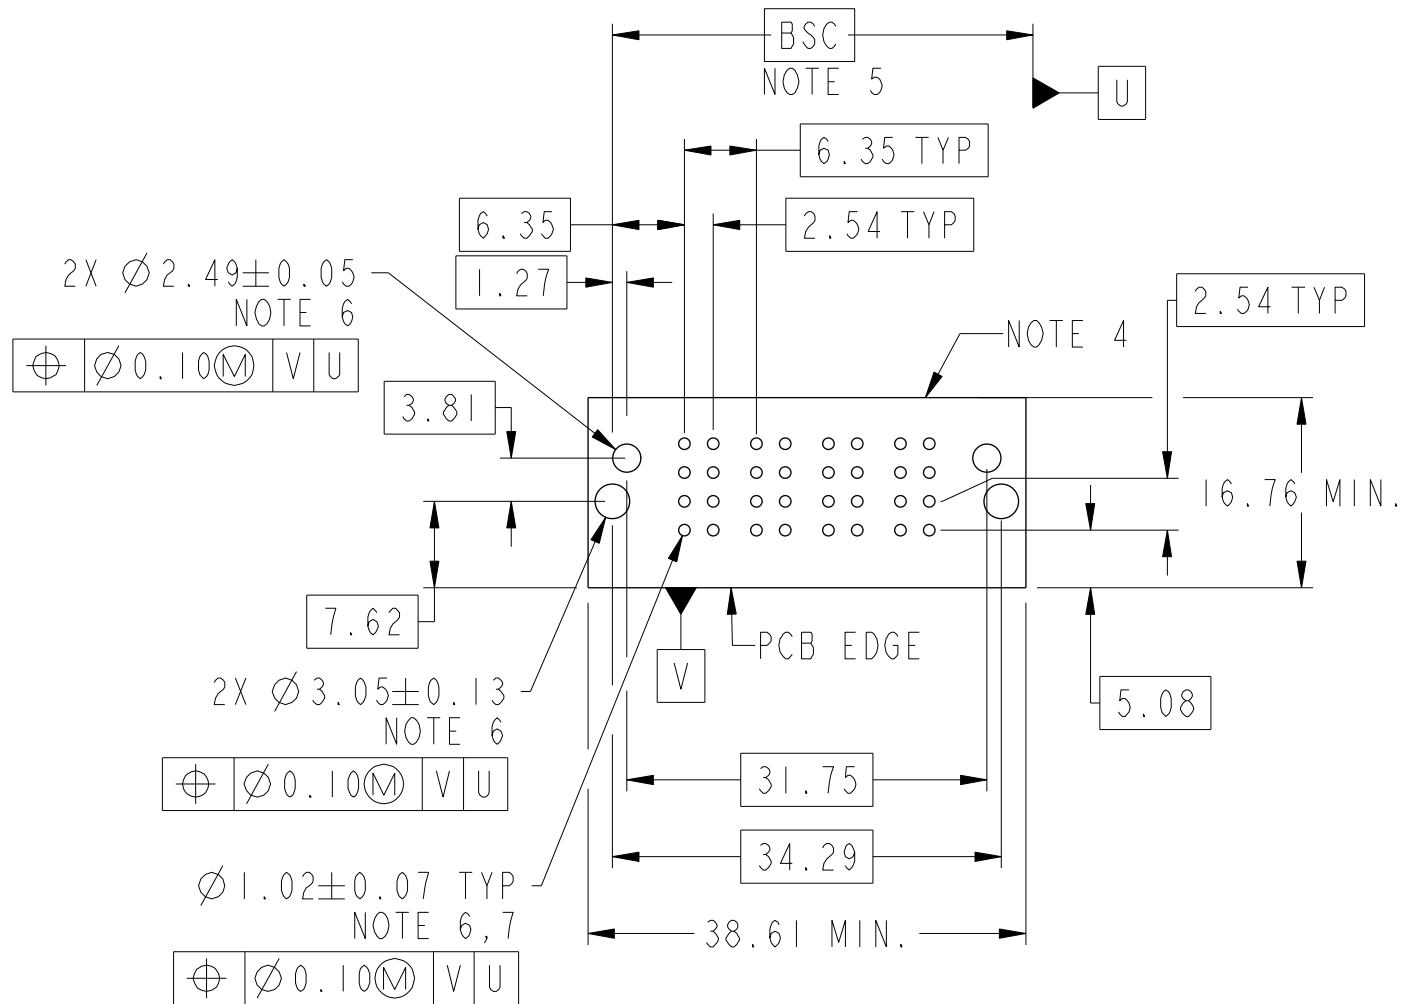 BSC
NOTE 5
U
6.35 TYP
6.35
2.54 TYP
2X ⌀2.49±0.05
NOTE 6
1.27
2.54 TYP
⌖ ⌀0.10Ⓜ V U
NOTE 4
3.81
16.76 MIN.
7.62
PCB EDGE
V
2X ⌀3.05±0.13
NOTE 6
5.08
⌖ ⌀0.10Ⓜ V U
31.75
34.29
⌀1.02±0.07 TYP
NOTE 6,7
38.61 MIN.
⌖ ⌀0.10Ⓜ V U